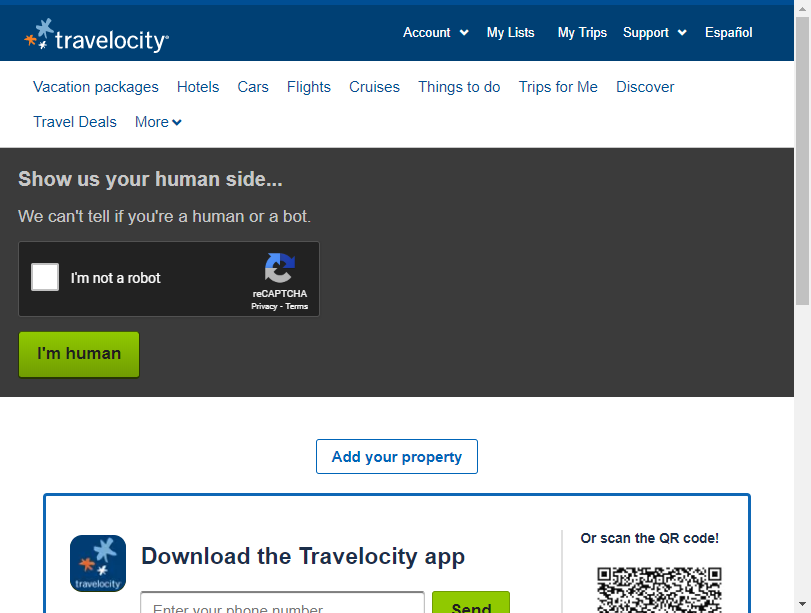 travelocity
Account My Lists My Trips Support Español
Vacation packages Hotels Cars Flights Cruises Things to do Trips for Me Discover
Travel Deals More
Show us your human side...
We can't tell if you're a human or a bot.
I'm not a robot
reCAPTCHA
Privacy - Terms
I'm human
Add your property
Or scan the QR code!
Download the Travelocity app
travelocity
Enter your phone number
Send